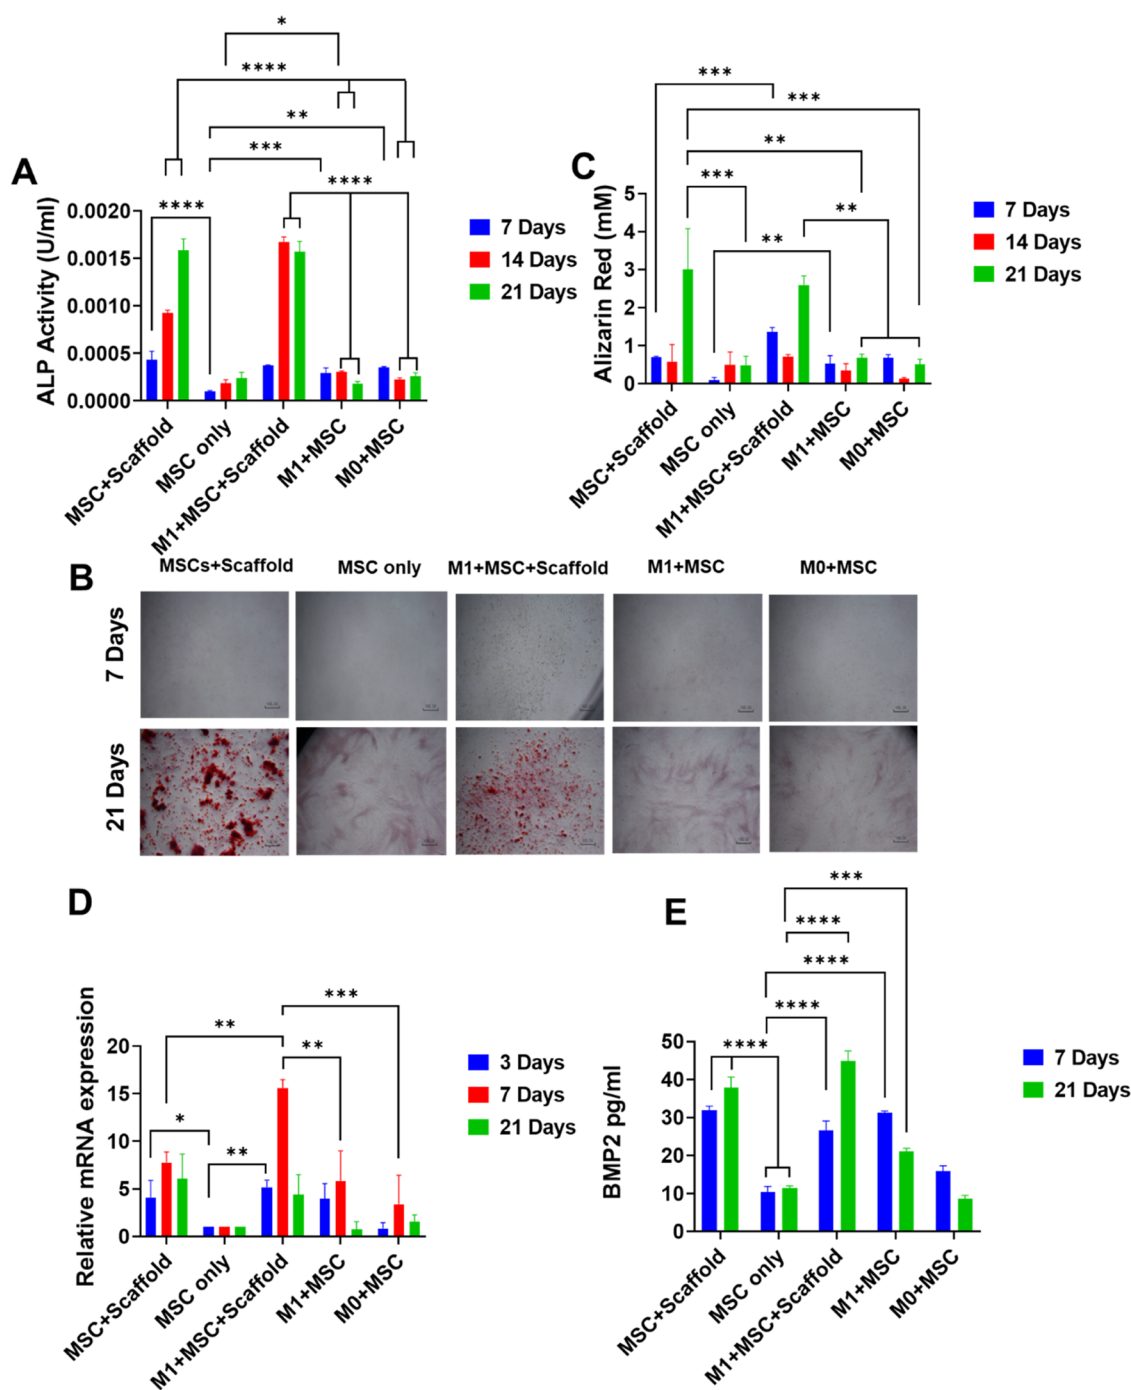 *
****
**
***
****
****
A
ALP Activity (U/ml)
0.0020
0.0015
0.0010
0.0005
0.0000
MSC+Scaffold
MSC only
M1+MSC+Scaffold
M1+MSC
M0+MSC
7 Days
14 Days
21 Days
C
***
***
**
***
**
**
Alizarin Red (mM)
5
4
3
2
1
0
MSC+Scaffold
MSC only
M1+MSC+Scaffold
M1+MSC
M0+MSC
7 Days
14 Days
21 Days
B
MSCs+Scaffold
MSC only
M1+MSC+Scaffold
M1+MSC
M0+MSC
7 Days
21 Days
D
***
**
**
*
**
Relative mRNA expression
20
15
10
5
0
MSC+Scaffold
MSC only
M1+MSC+Scaffold
M1+MSC
M0+MSC
3 Days
7 Days
21 Days
E
***
****
****
****
****
BMP2 pg/ml
50
40
30
20
10
0
MSC+Scaffold
MSC only
M1+MSC+Scaffold
M1+MSC
M0+MSC
7 Days
21 Days